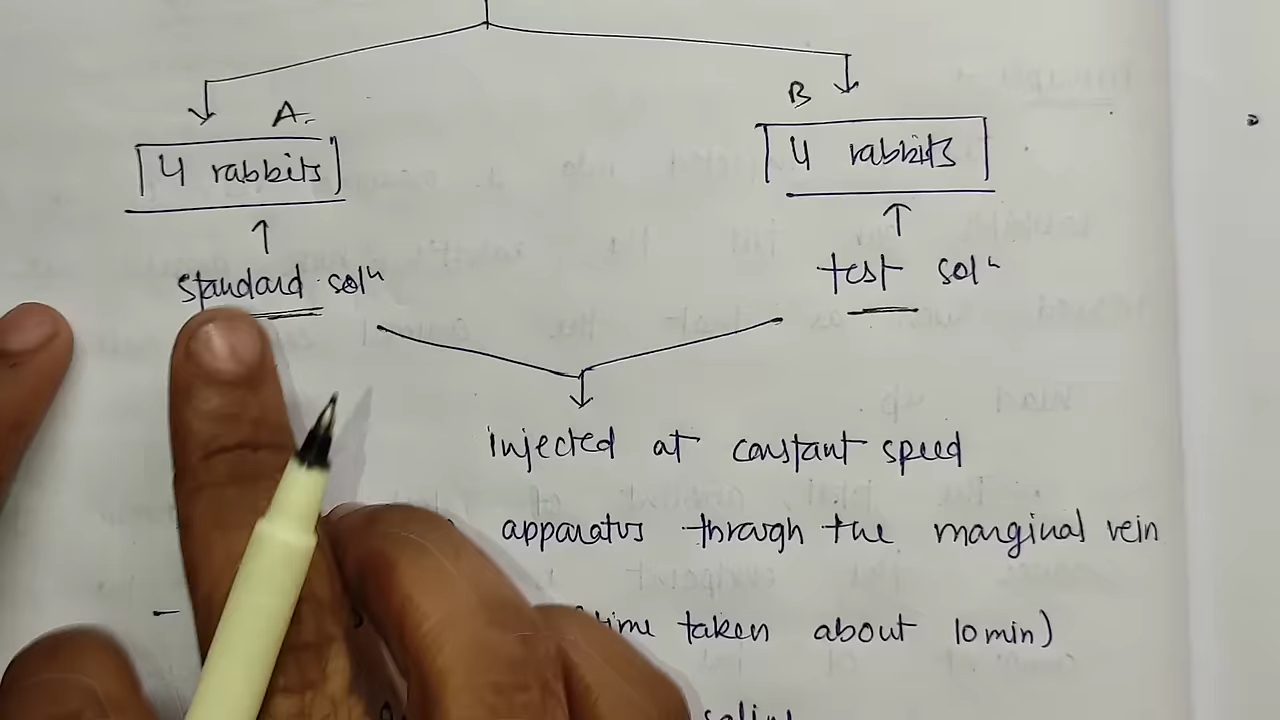 A. B
4 rabbits 4 rabbits
standard solⁿ test solⁿ
injected at constant speed
apparatus through the marginal vein
time taken about 10 min)